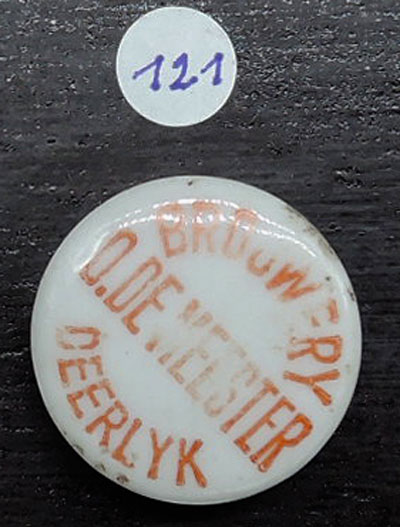 121
BROUWERY
D. DE MEESTER
DEERLYK